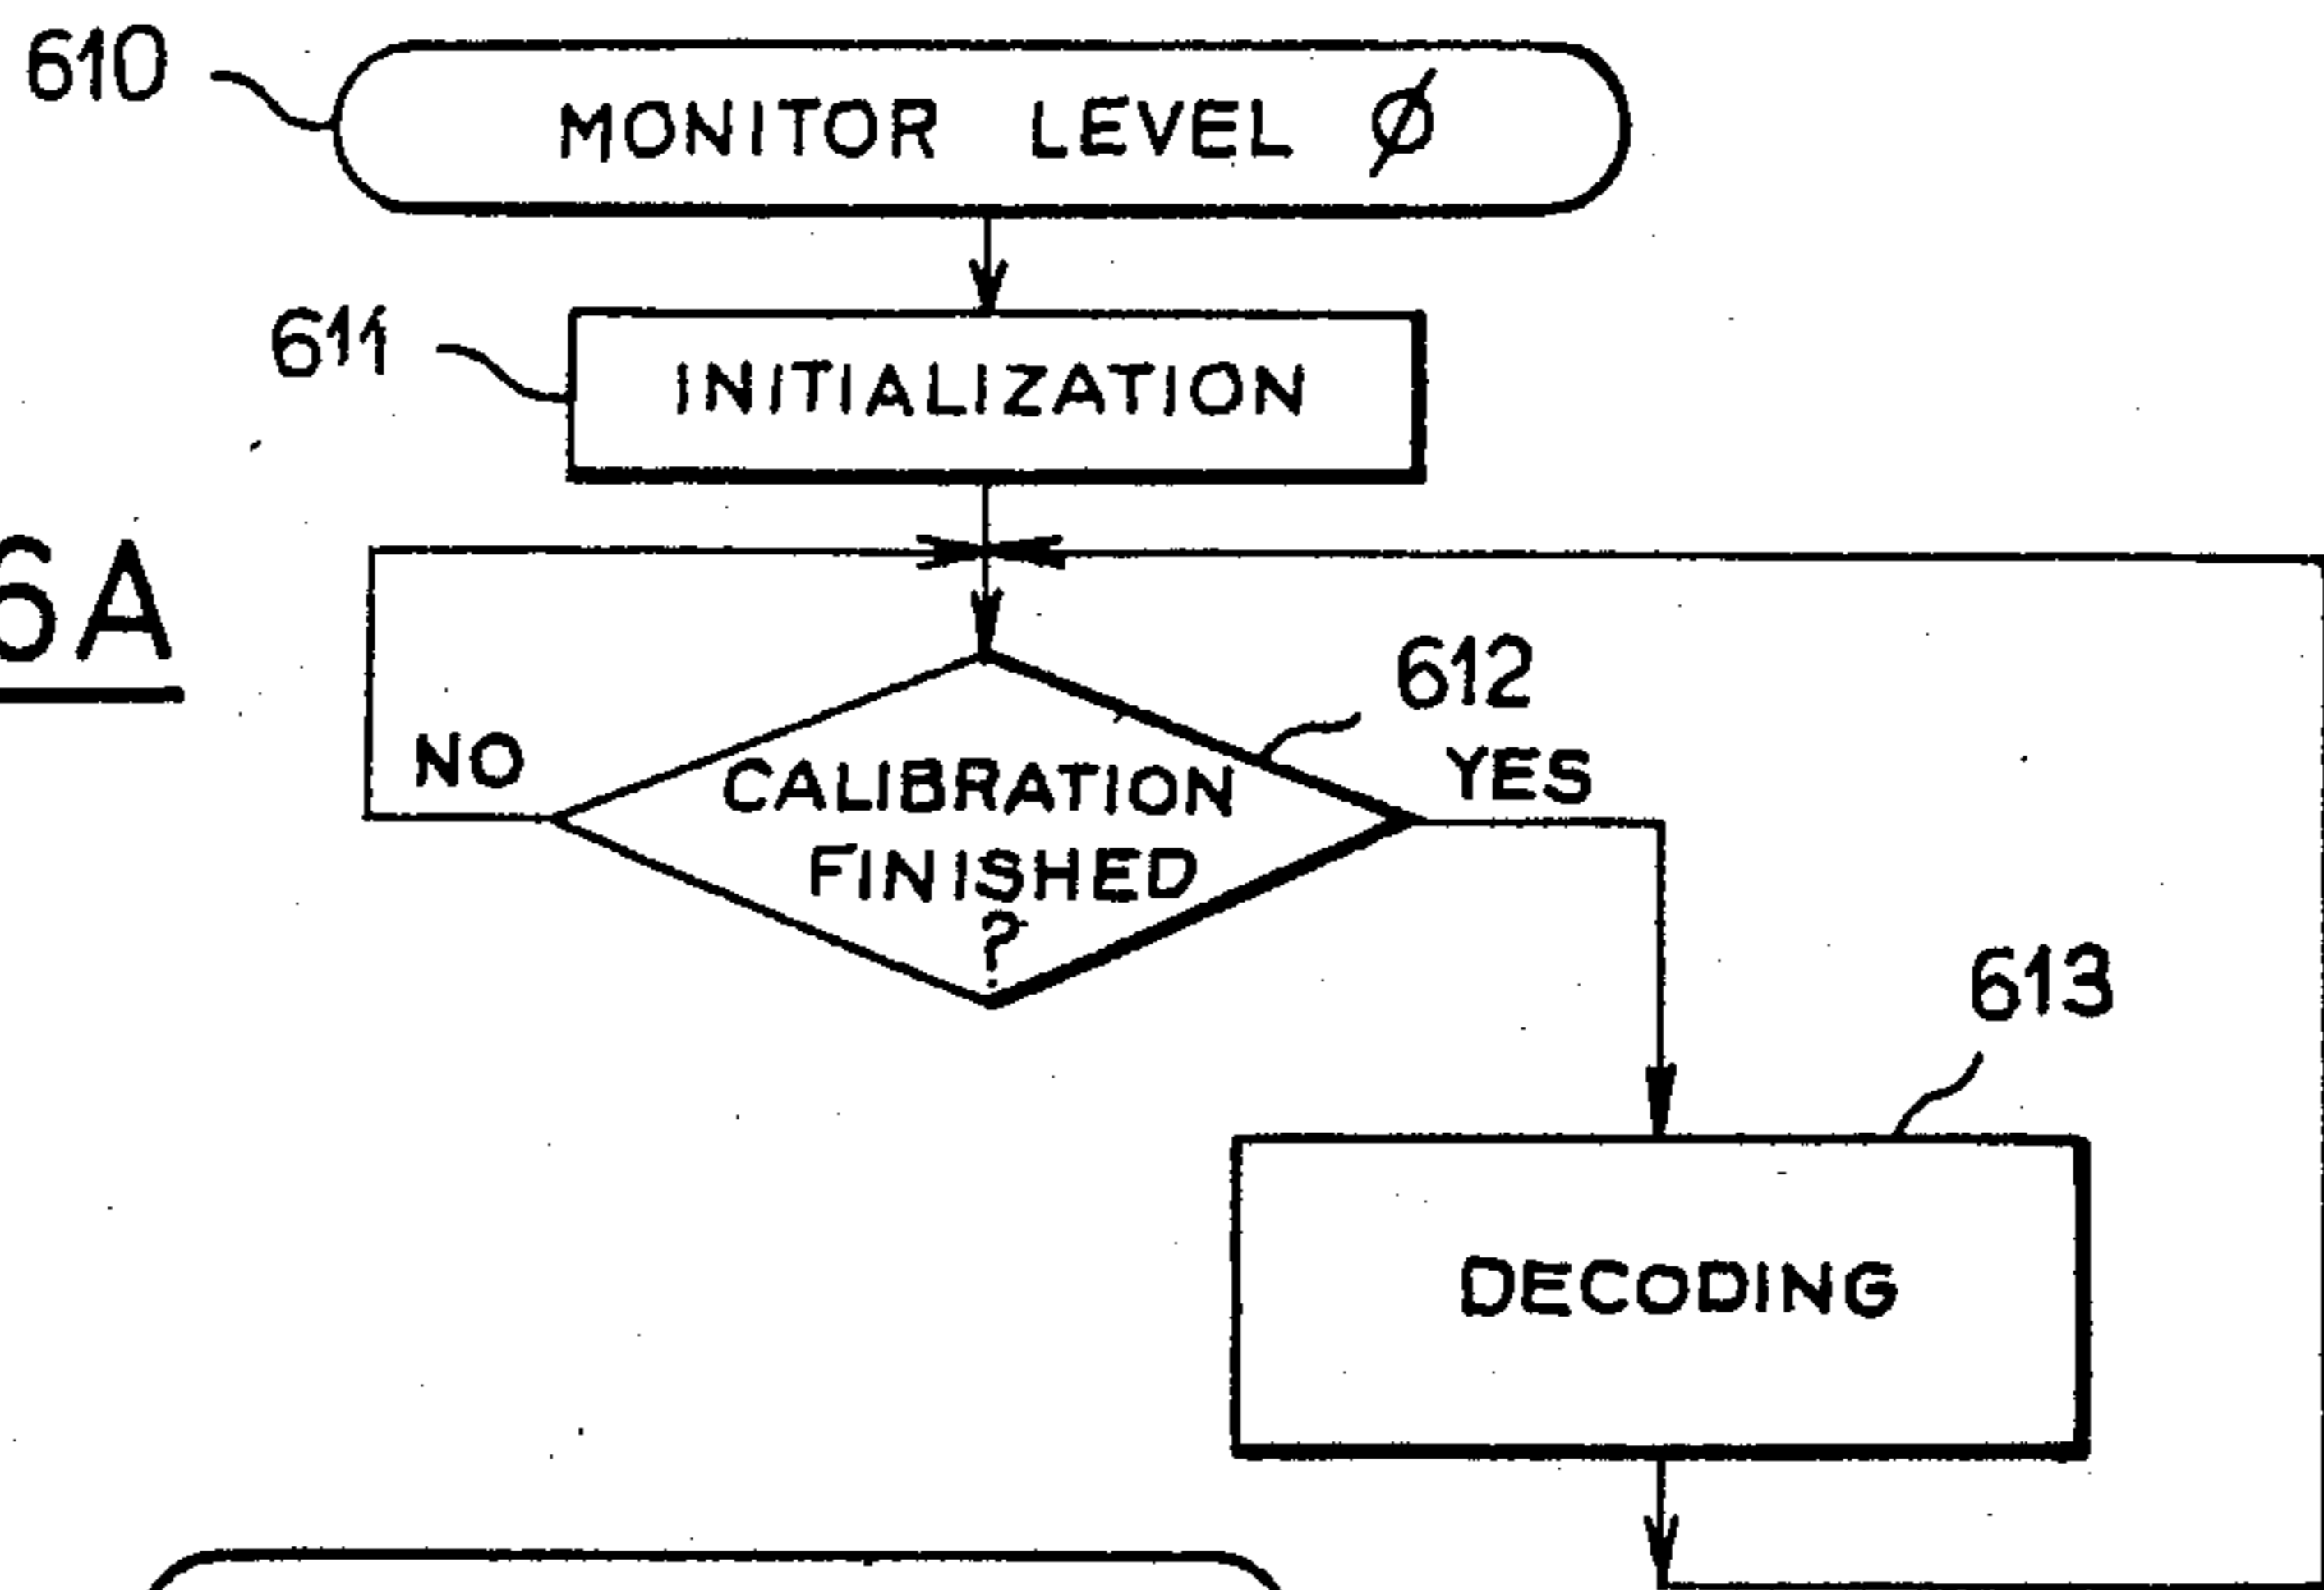 610
MONITOR LEVEL Ø
611
INITIALIZATION
6A
612
NO
YES
CALIBRATION
FINISHED
?
613
DECODING